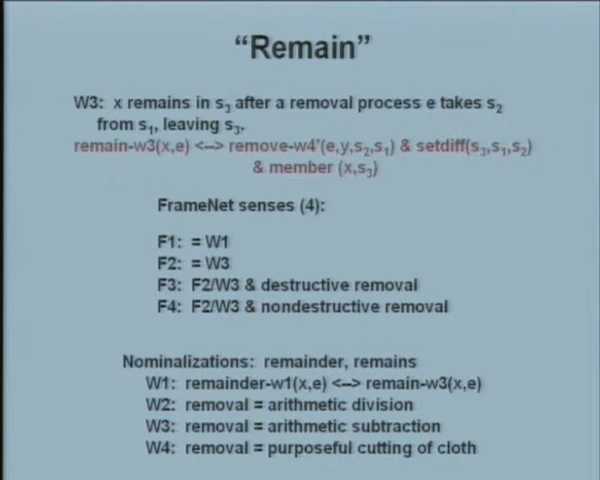 “Remain”
W3: x remains in s3 after a removal process e takes s2
from s1, leaving s3.
remain-w3(x,e) <--> remove-w4'(e,y,s2,s1) & setdiff(s3,s1,s2)
& member (x,s3)
FrameNet senses (4):
F1: = W1
F2: = W3
F3: F2/W3 & destructive removal
F4: F2/W3 & nondestructive removal
Nominalizations: remainder, remains
W1: remainder-w1(x,e) <--> remain-w3(x,e)
W2: removal = arithmetic division
W3: removal = arithmetic subtraction
W4: removal = purposeful cutting of cloth